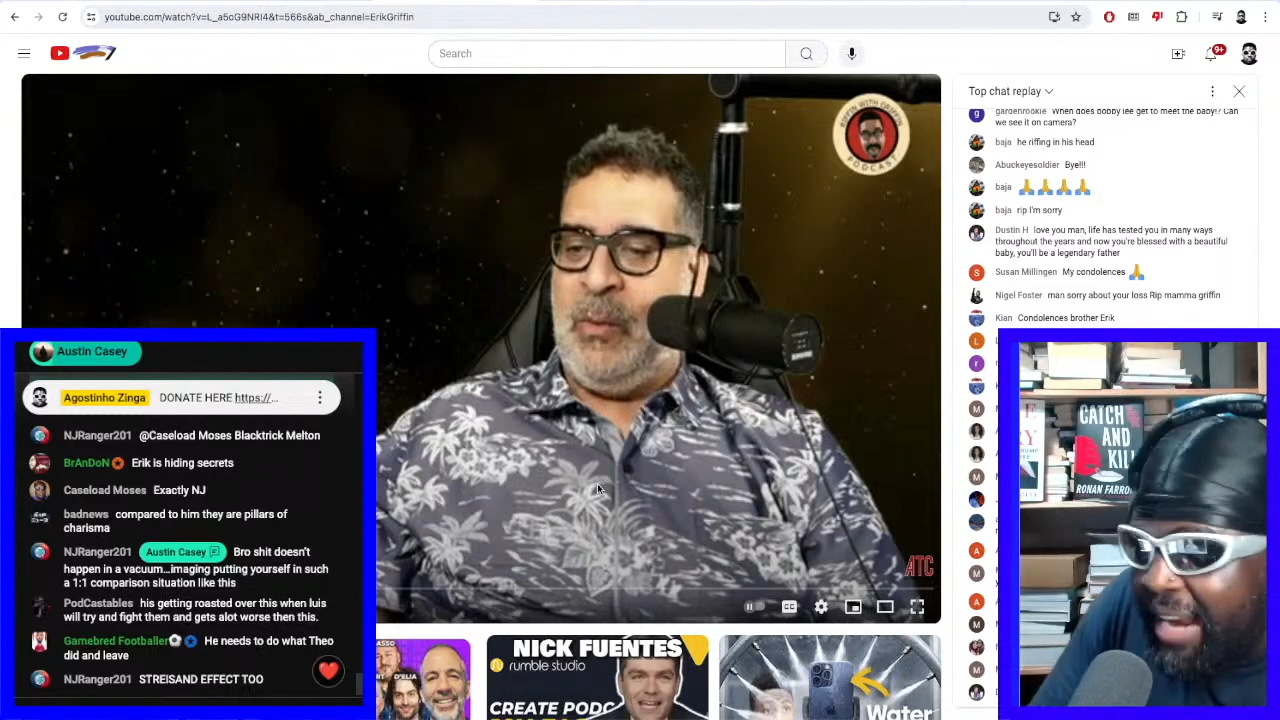 youtube.com/watch?v=L_a5oG9NRI4&t=566s&ab_channel=ErikGriffin
Search
9+
RIFFIN WITH GRIFFIN
PODCAST
ATC
CC
Top chat replay
gardenrookie When does bobby lee get to meet the baby!? Can
we see it on camera?
baja he riffing in his head
Abuckeyesoldier Bye!!!
baja 🙏🙏🙏🙏
baja rip I'm sorry
Dustin H love you man, life has tested you in many ways
throughout the years and now you're blessed with a beautiful
baby, you'll be a legendary father
Susan Millingen My condolences 🙏
Nigel Foster man sorry about your loss Rip mamma griffin
Kian Condolences brother Erik
Austin Casey
Agostinho Zinga DONATE HERE https://...
NJRanger201 @Caseload Moses Blacktrick Melton
BrAnDoN Erik is hiding secrets
Caseload Moses Exactly NJ
badnews compared to him they are pillars of
charisma
NJRanger201 Austin Casey Bro shit doesn't
happen in a vacuum...imaging putting yourself in such
a 1:1 comparison situation like this
PodCastables his getting roasted over this when luis
will try and fight them and gets alot worse then this.
Gamebred Footballer⚽ He needs to do what Theo
did and leave
NJRanger201 STREISAND EFFECT TOO
❤️
D'ELIA
NICK FUENTES
rumble studio
CREATE
Water
CATCH
AND
KILL
RONAN FARROW